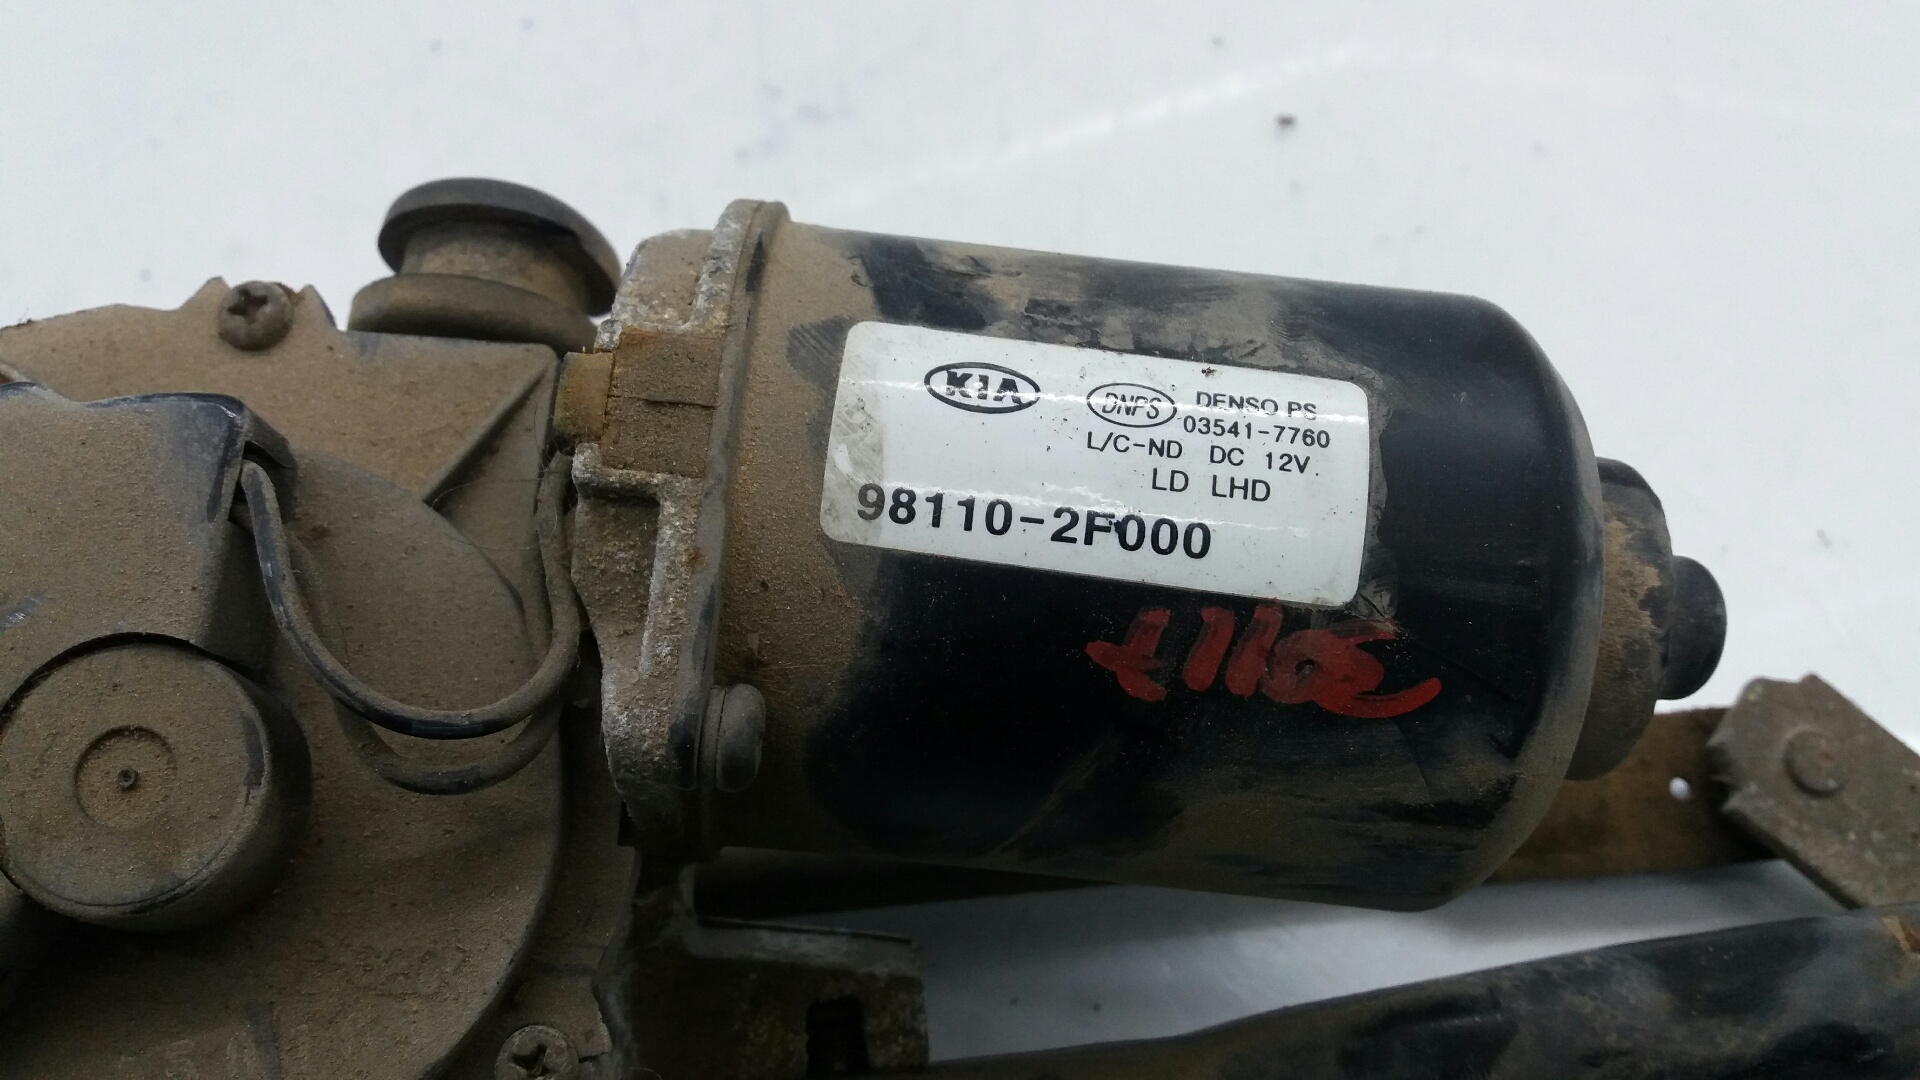 KIA
DNPS DENSO PS
03541-7760
L/C-ND DC 12V.
LD LHD
98110-2F000